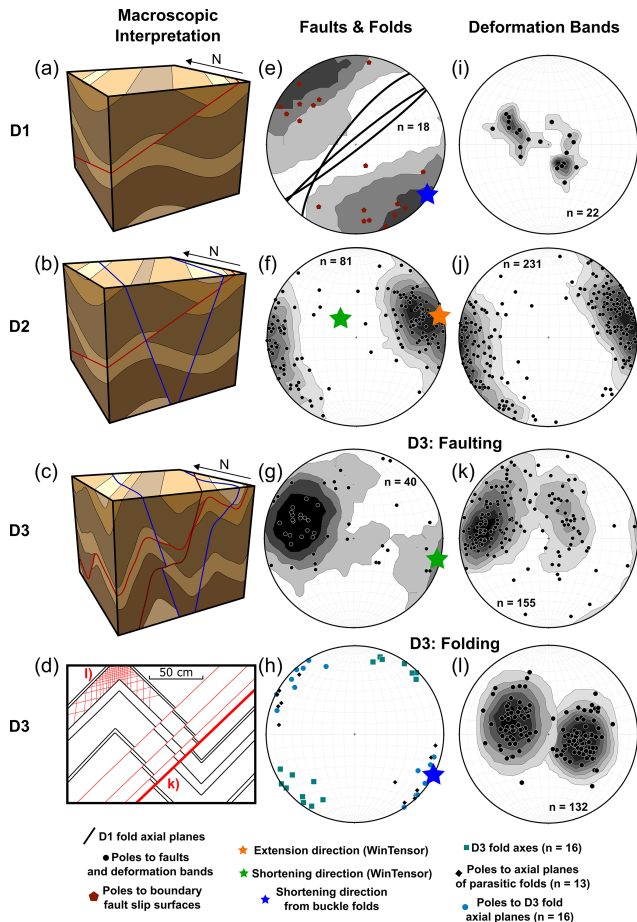 Macroscopic
Interpretation
Faults & Folds
Deformation Bands
(a)
N
(e)
(i)
D1
n = 18
n = 22
(b)
N
(f)
n = 81
(j)
n = 231
D2
D3: Faulting
(c)
N
(g)
n = 40
(k)
D3
n = 155
D3: Folding
(d)
l)
50 cm
k)
(h)
(l)
D3
n = 132
D1 fold axial planes
Poles to faults
and deformation bands
Poles to boundary
fault slip surfaces
Extension direction (WinTensor)
Shortening direction (WinTensor)
Shortening direction
from buckle folds
D3 fold axes (n = 16)
Poles to axial planes
of parasitic folds (n = 13)
Poles to D3 fold
axial planes (n = 16)